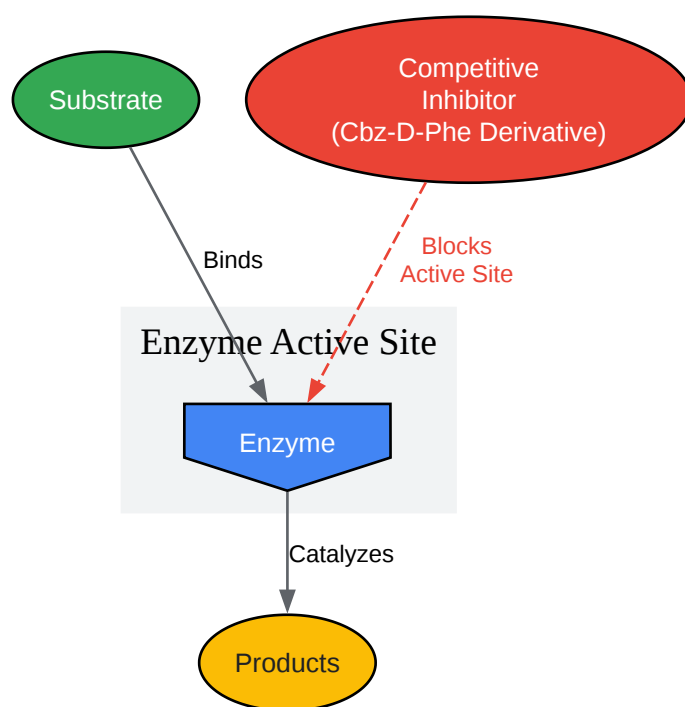 Substrate
Competitive
Inhibitor
(Cbz-D-Phe Derivative)
Binds
Blocks
Active Site
Enzyme Active Site
Enzyme
Catalyzes
Products